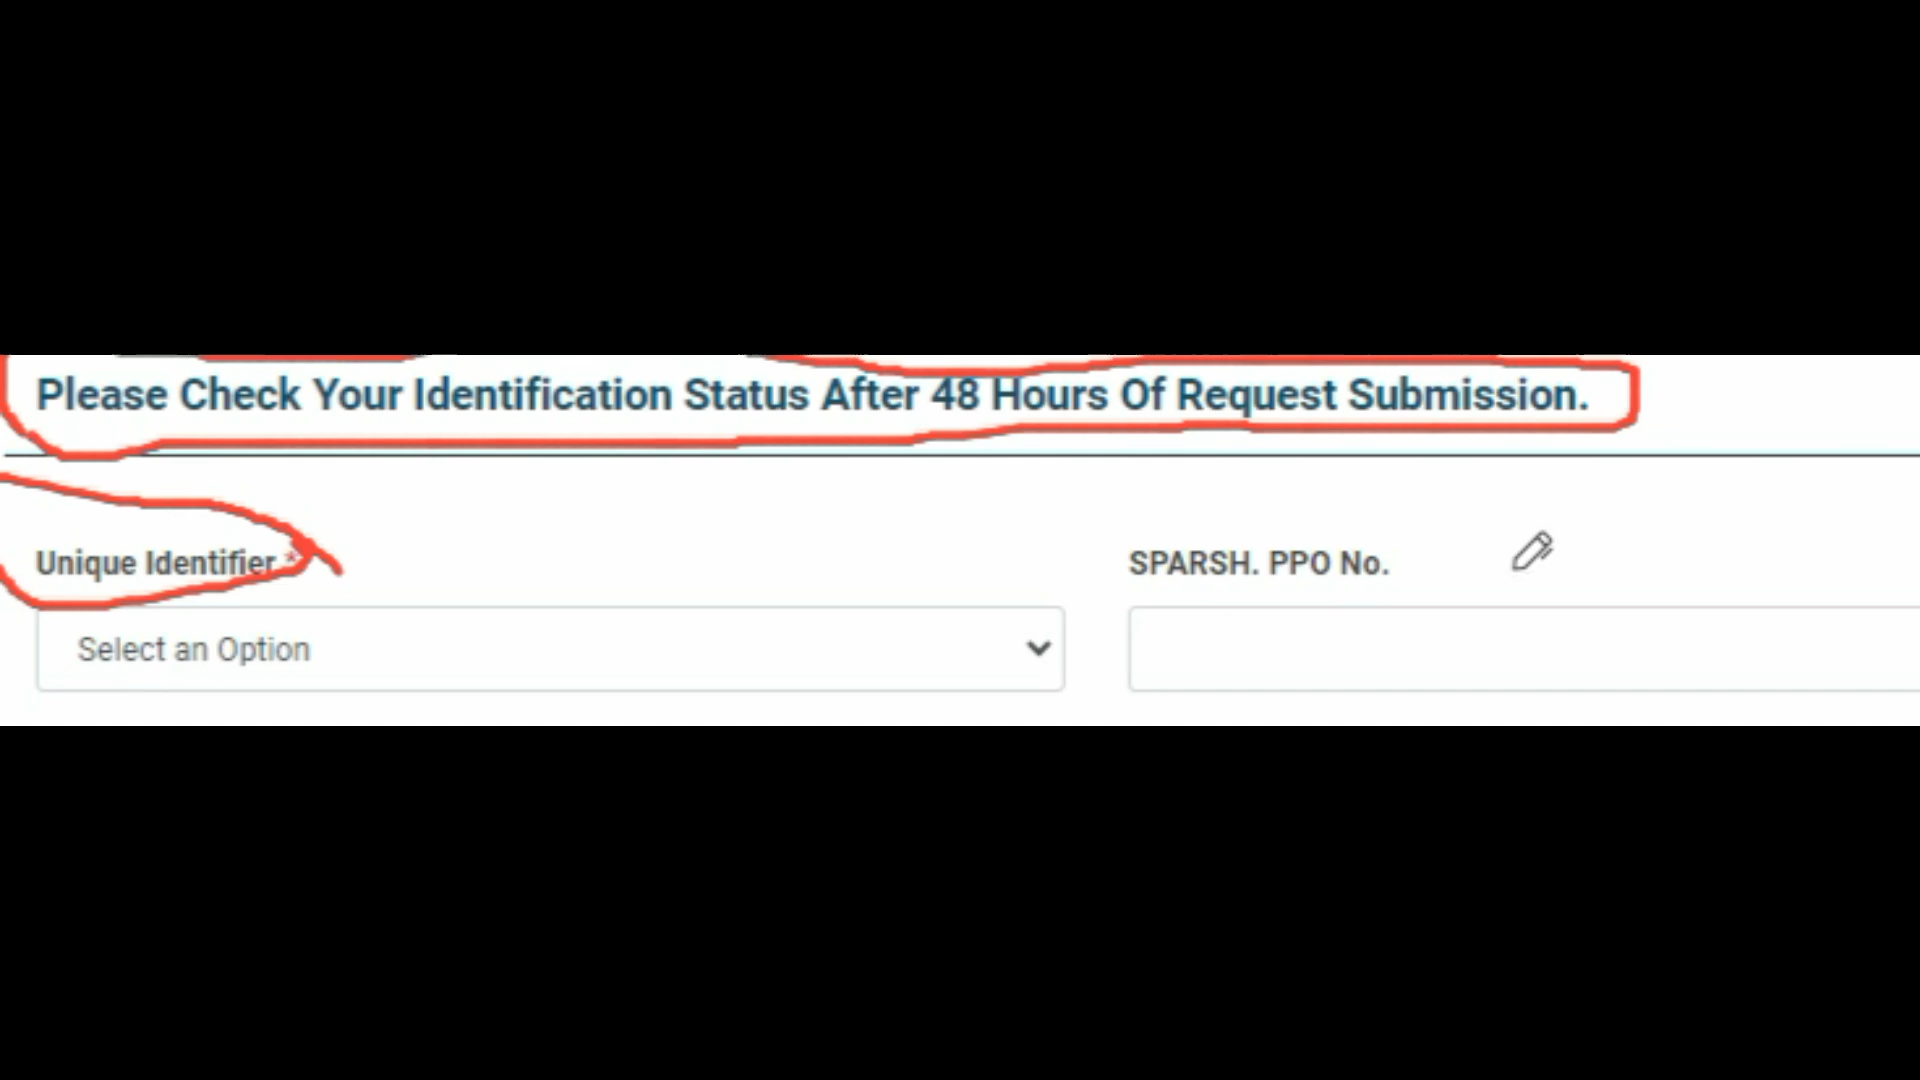 Please Check Your Identification Status After 48 Hours Of Request Submission.
Unique Identifier *
SPARSH. PPO No.
Select an Option